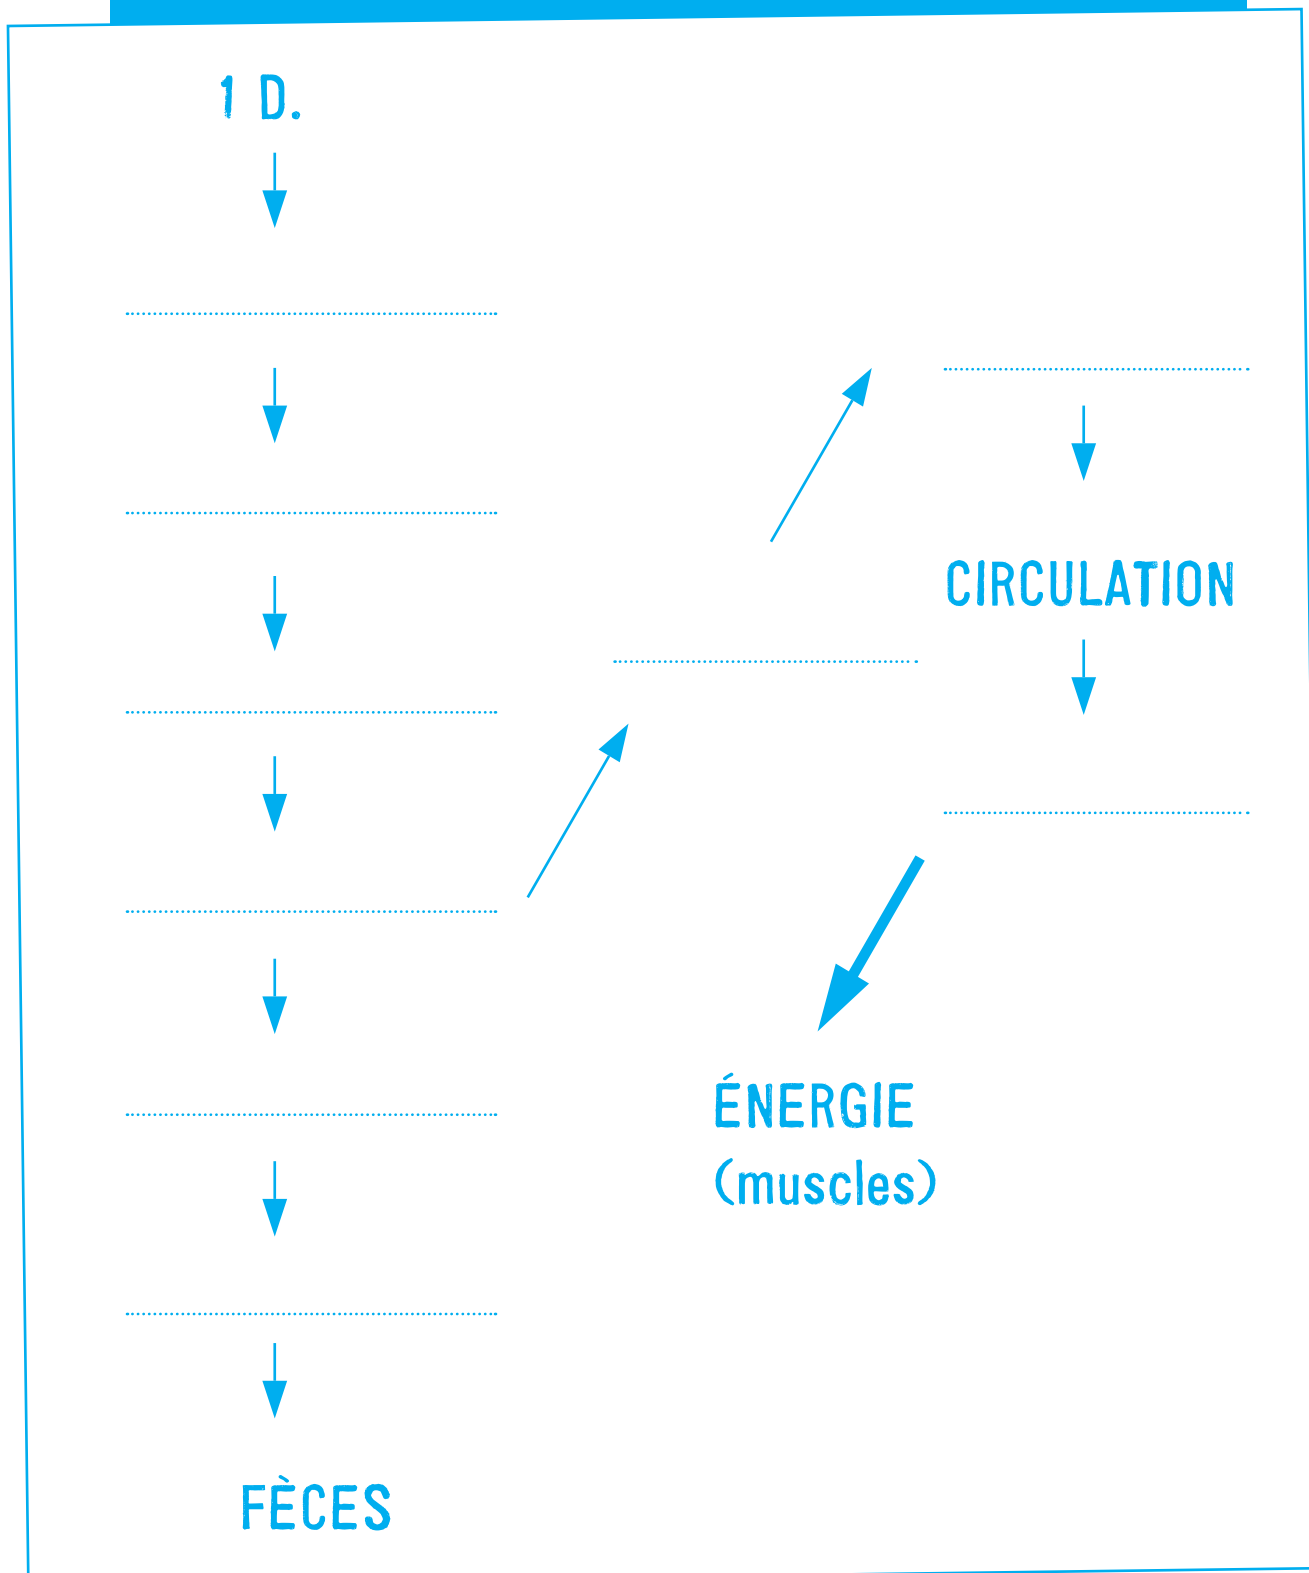 1 D.
CIRCULATION
ÉNERGIE
(muscles)
FÈCES